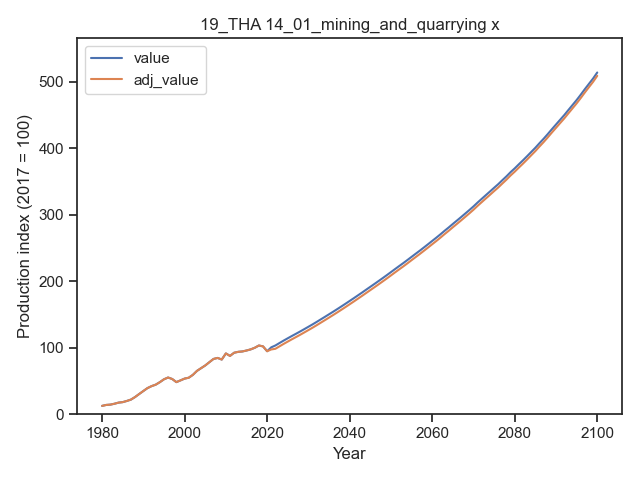 19_THA 14_01_mining_and_quarrying x
value
adj_value
Production index (2017 = 100)
500
400
300
200
100
0
1980 2000 2020 2040 2060 2080 2100
Year